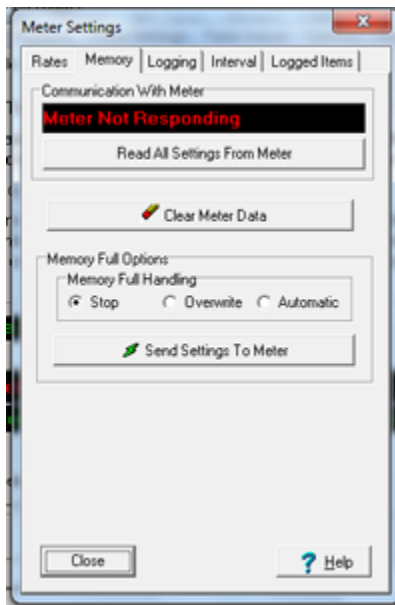 Meter Settings
Rates Memory Logging Interval Logged Items
Communication With Meter
Meter Not Responding
Read All Settings From Meter
Clear Meter Data
Memory Full Options
Memory Full Handling
Stop Overwrite Automatic
Send Settings To Meter
Close ? Help